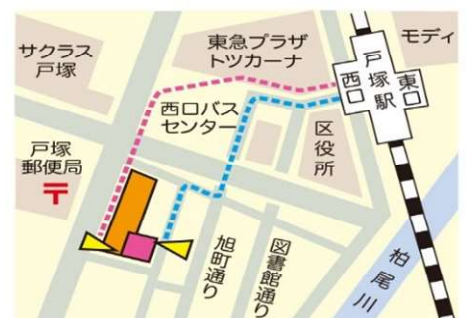 サクラス
戸塚
東急プラザ
トツカーナ
モディ
戸塚駅
西口
東口
西口バス
センター
区役所
戸塚
郵便局
〒
旭町通り
図書館通り
柏尾川